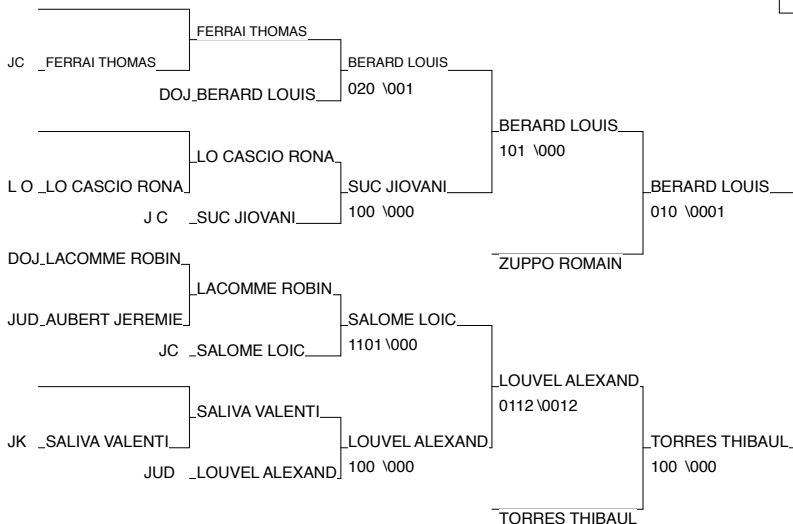 FERRAI THOMAS
JC FERRAI THOMAS BERARD LOUIS
DOJ BERARD LOUIS 020 \001
BERARD LOUIS
101 \000
LO CASCIO RONA
L O LO CASCIO RONA SUC JIOVANI BERARD LOUIS
J C SUC JIOVANI 100 \000 010 \0001
DOJ LACOMME ROBIN ZUPPO ROMAIN
LACOMME ROBIN
JUD AUBERT JEREMIE SALOME LOIC
JC SALOME LOIC 1101 \000
LOUVEL ALEXAND
0112 \0012
SALIVA VALENTI
JK SALIVA VALENTI LOUVEL ALEXAND TORRES THIBAUL
JUD LOUVEL ALEXAND 100 \000 100 \000
TORRES THIBAUL